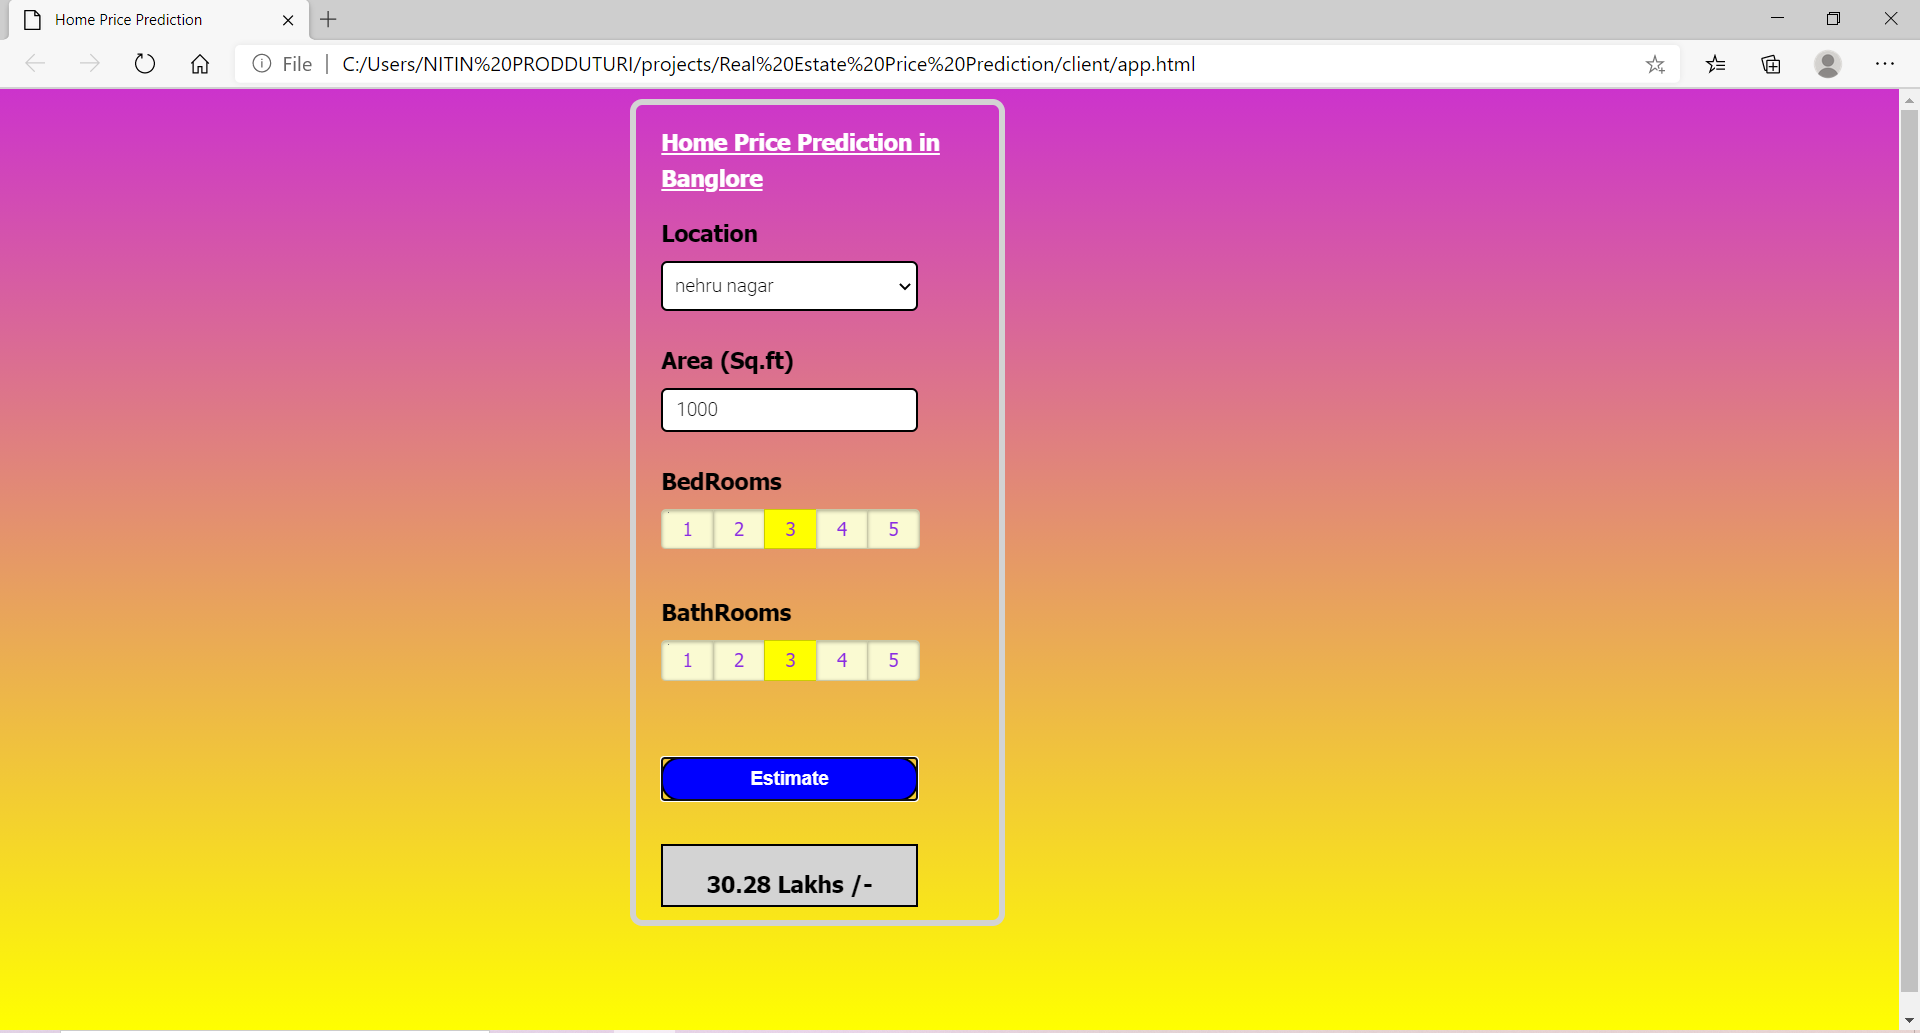 Home Price Prediction
File | C:/Users/NITIN%20PRODDUTURI/projects/Real%20Estate%20Price%20Prediction/client/app.html
Home Price Prediction in
Banglore
Location
nehru nagar
Area (Sq.ft)
1000
BedRooms
1 2 3 4 5
BathRooms
1 2 3 4 5
Estimate
30.28 Lakhs /-